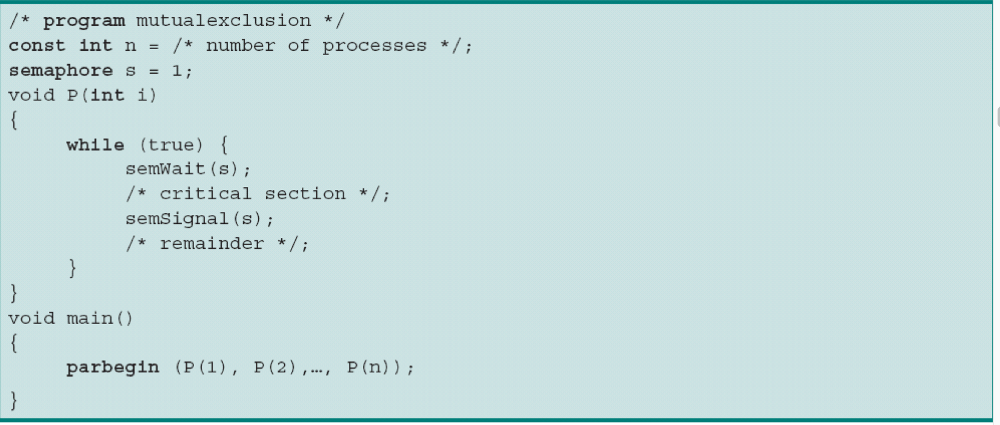 /* program mutualexclusion */
const int n = /* number of processes */;
semaphore s = 1;
void P(int i)
{
     while (true) {
          semWait(s);
          /* critical section */;
          semSignal(s);
          /* remainder */;
     }
}
void main()
{
     parbegin (P(1), P(2),…, P(n));
}